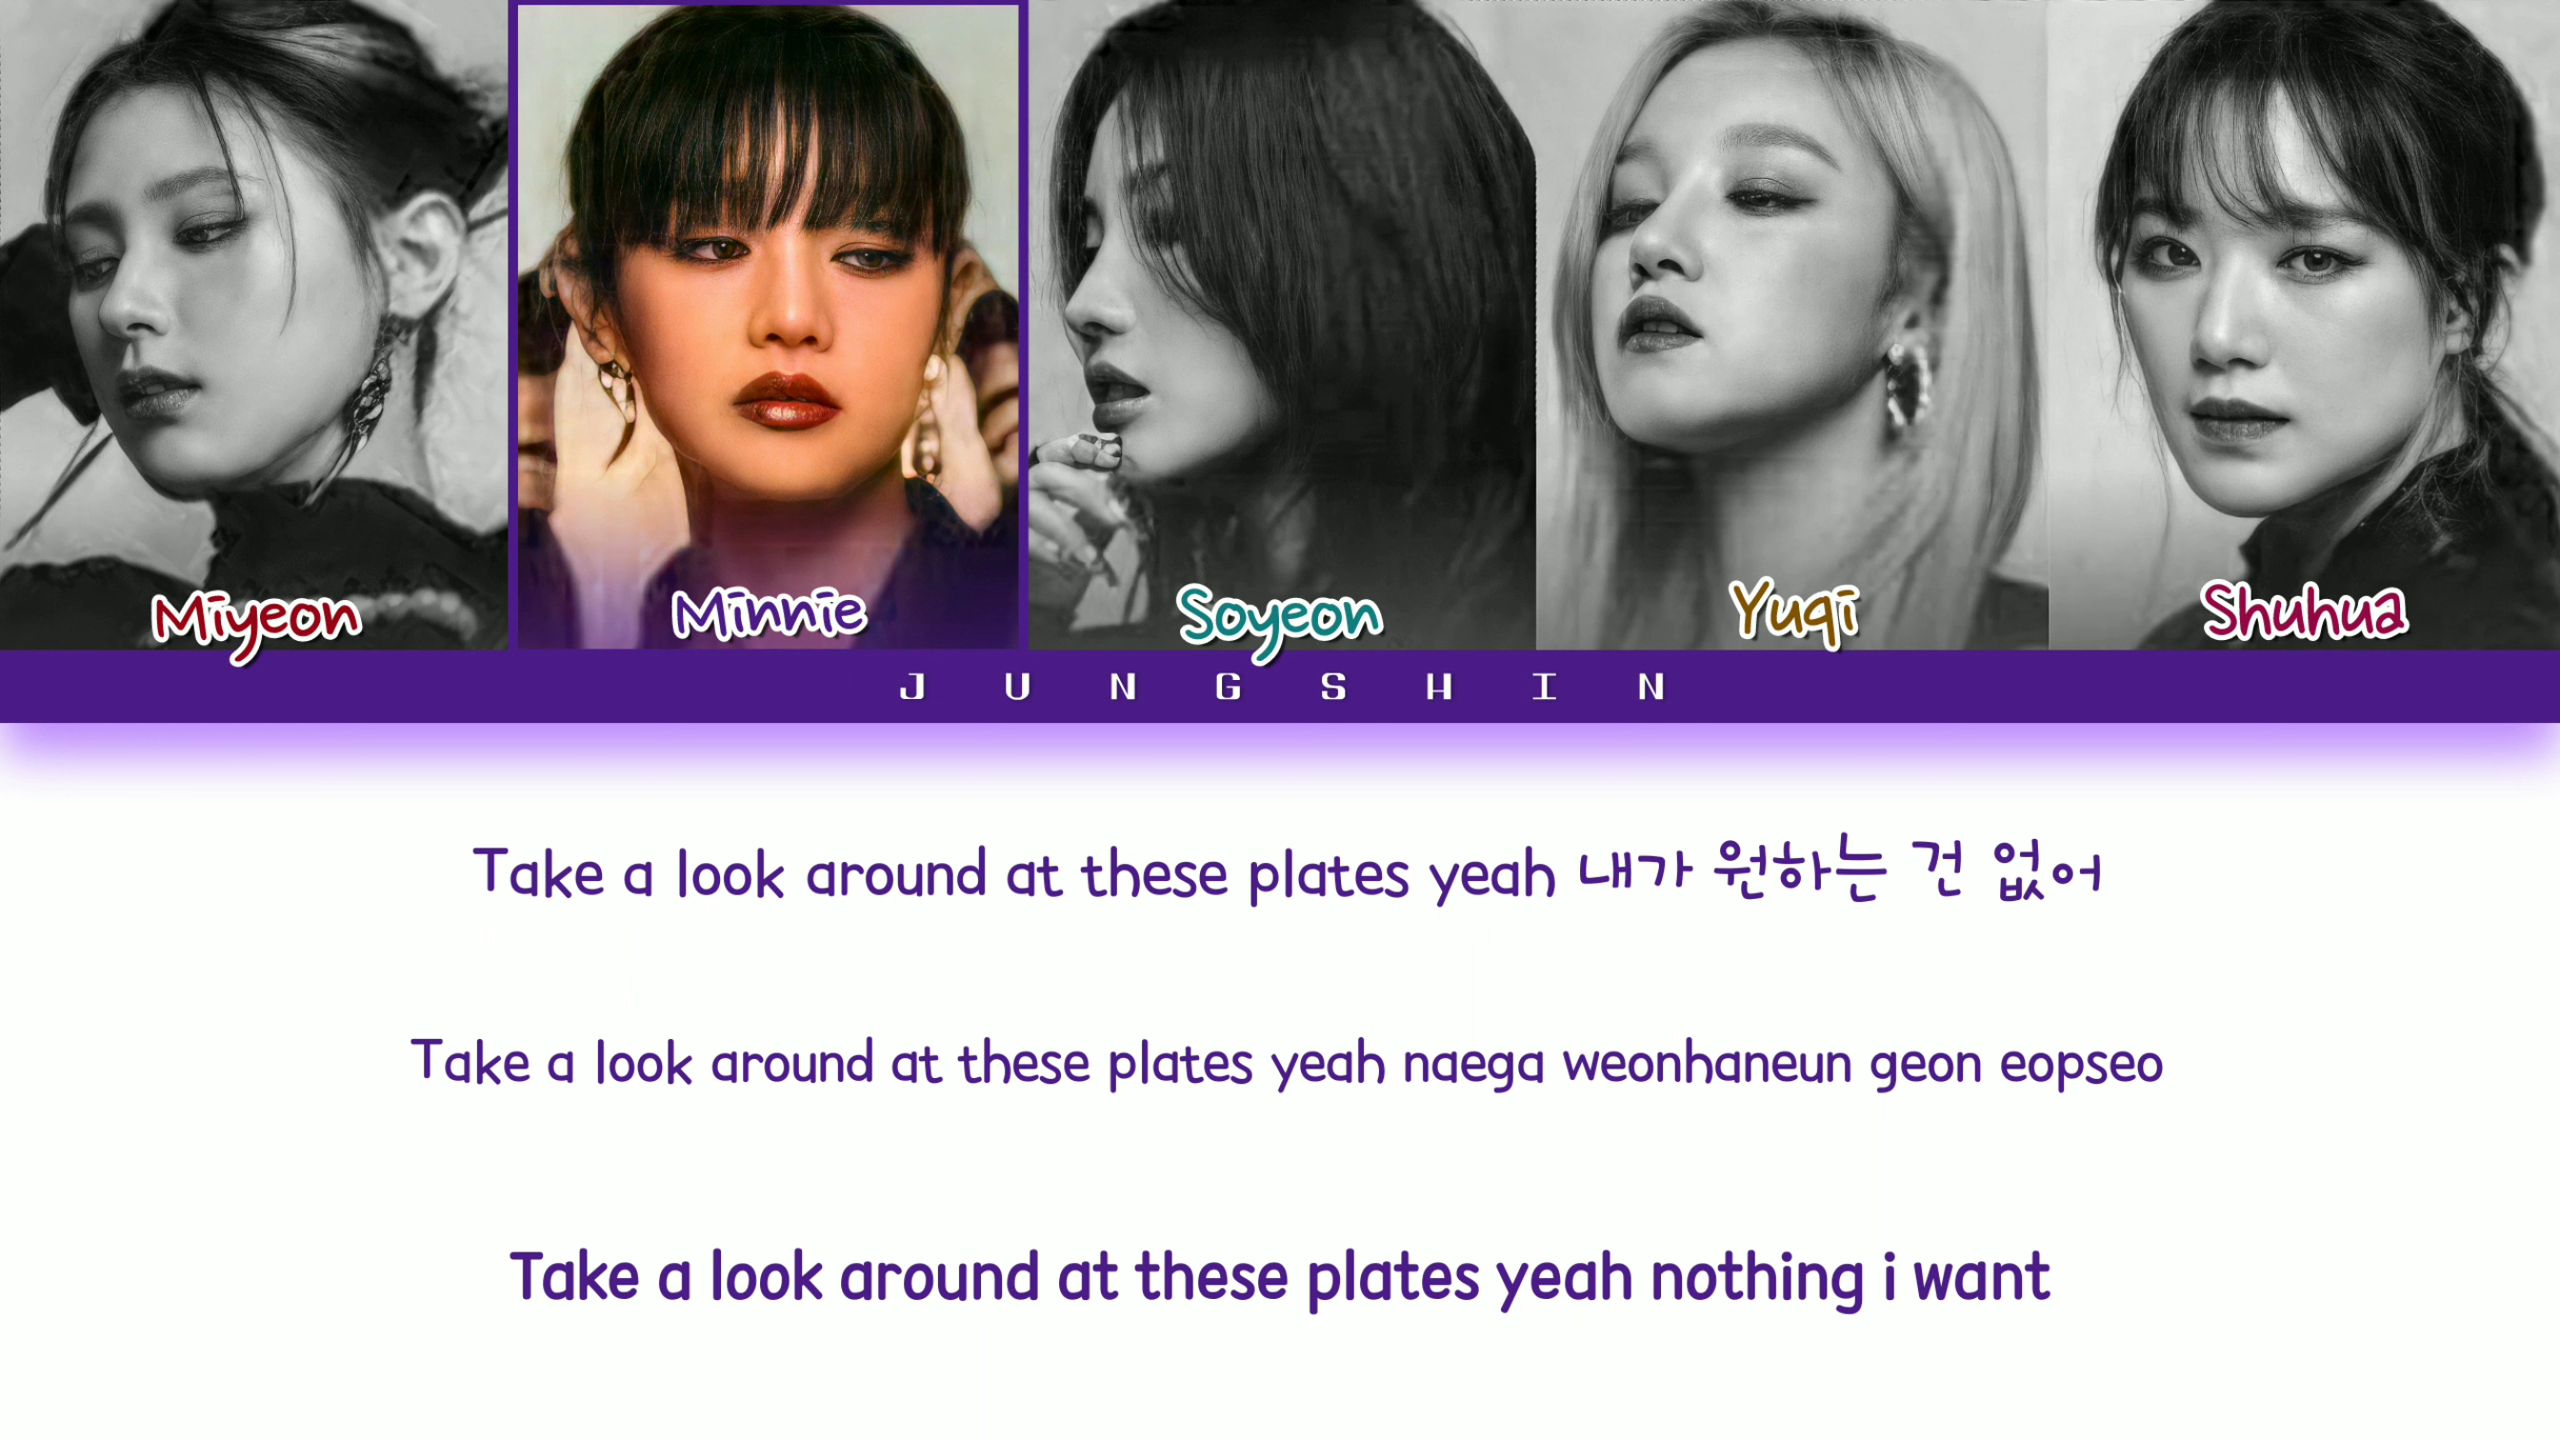 Miyeon
Minnie
Soyeon
Yuqi
Shuhua
JUNGSHIN
Take a look around at these plates yeah 내가 원하는 건 없어
Take a look around at these plates yeah naega weonhaneun geon eopseo
Take a look around at these plates yeah nothing i want